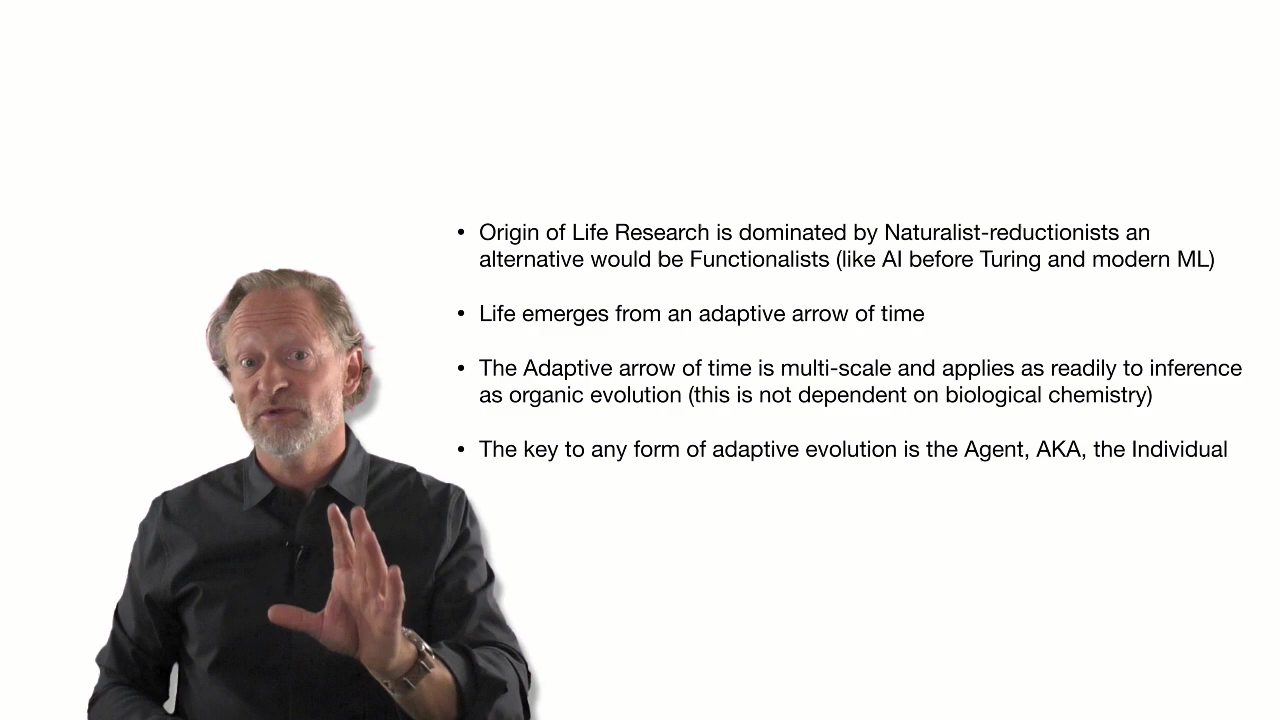 • Origin of Life Research is dominated by Naturalist-reductionists an
alternative would be Functionalists (like AI before Turing and modern ML)
• Life emerges from an adaptive arrow of time
• The Adaptive arrow of time is multi-scale and applies as readily to inference
as organic evolution (this is not dependent on biological chemistry)
• The key to any form of adaptive evolution is the Agent, AKA, the Individual